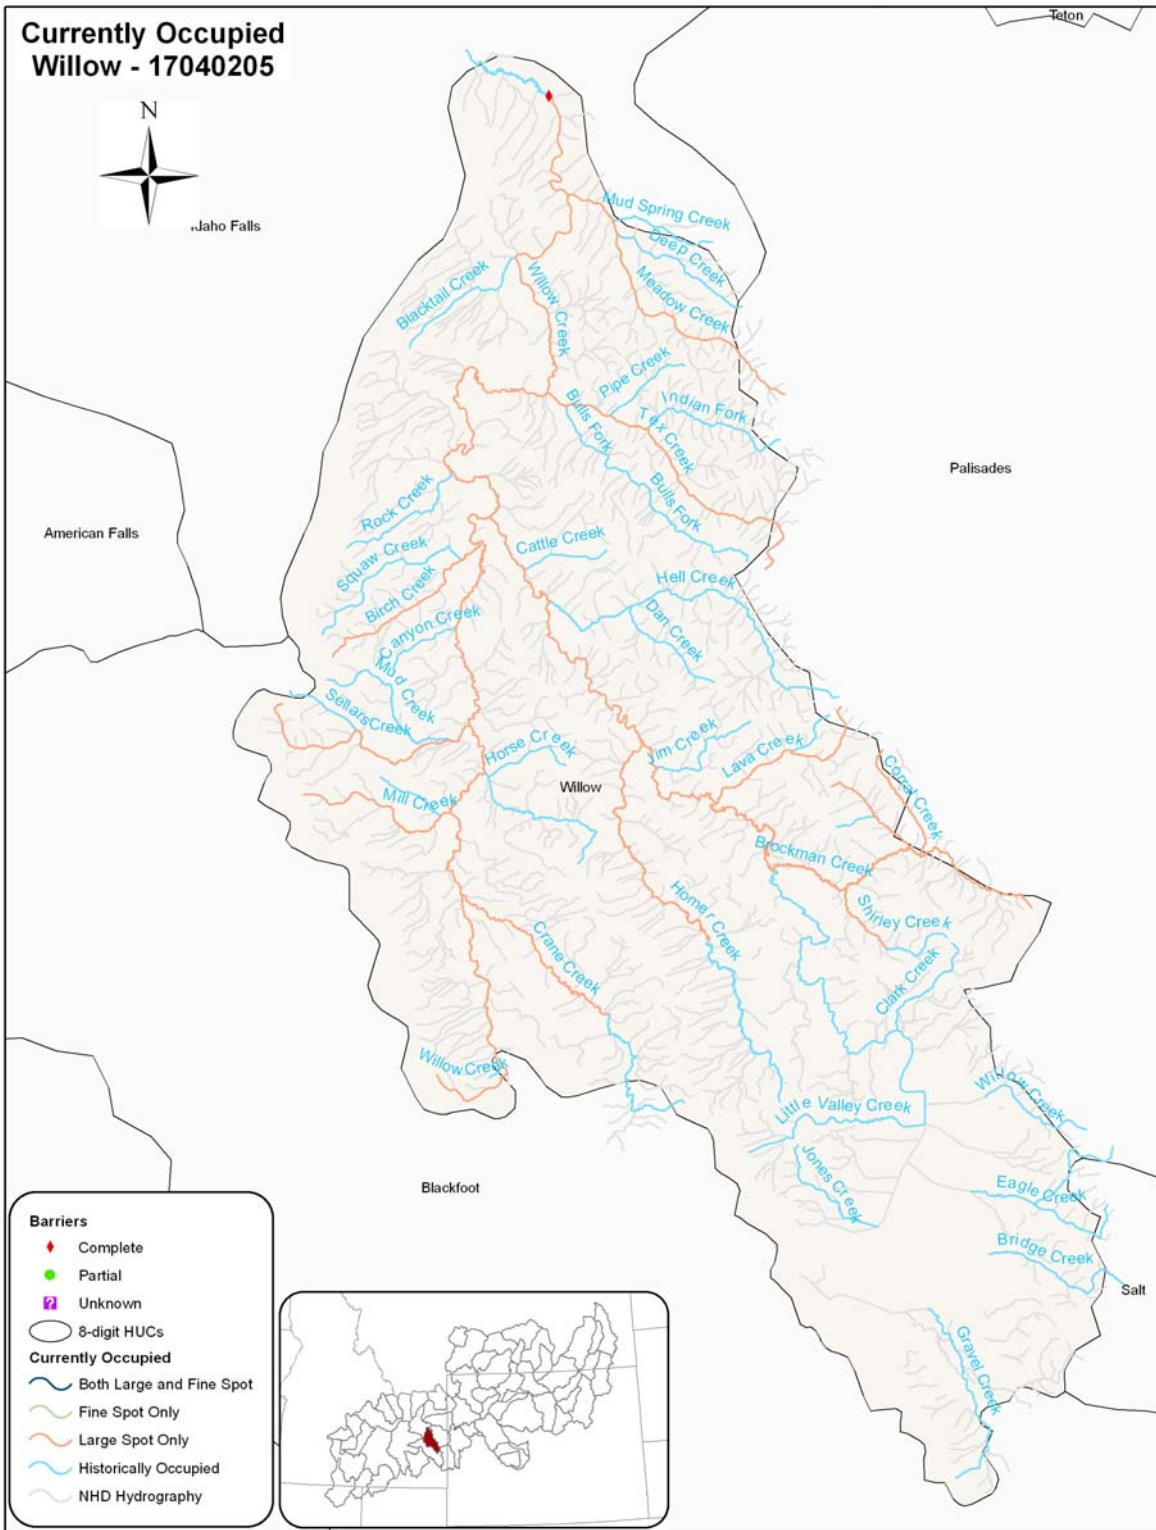 Currently Occupied
Willow - 17040205
Teton
N
Idaho Falls
Mud Spring Creek
Deep Creek
Blacktail Creek
Willow Creek
Meadow Creek
Pipe Creek
Indian Fork
Bulls Fork
Tex Creek
Palisades
Bulls Fork
Rock Creek
American Falls
Cattle Creek
Squaw Creek
Hell Creek
Birch Creek
Dan Creek
Canyon Creek
Mud Creek
Sellars Creek
Jim Creek
Horse Creek
Lava Creek
Corral Creek
Willow
Mill Creek
Brockman Creek
Homer Creek
Shirley Creek
Crane Creek
Clark Creek
Willow Creek
Willow Creek
Little Valley Creek
Jones Creek
Blackfoot
Eagle Creek
Bridge Creek
Salt
Gravel Creek
Barriers
Complete
Partial
?
Unknown
8-digit HUCs
Currently Occupied
Both Large and Fine Spot
Fine Spot Only
Large Spot Only
Historically Occupied
NHD Hydrography